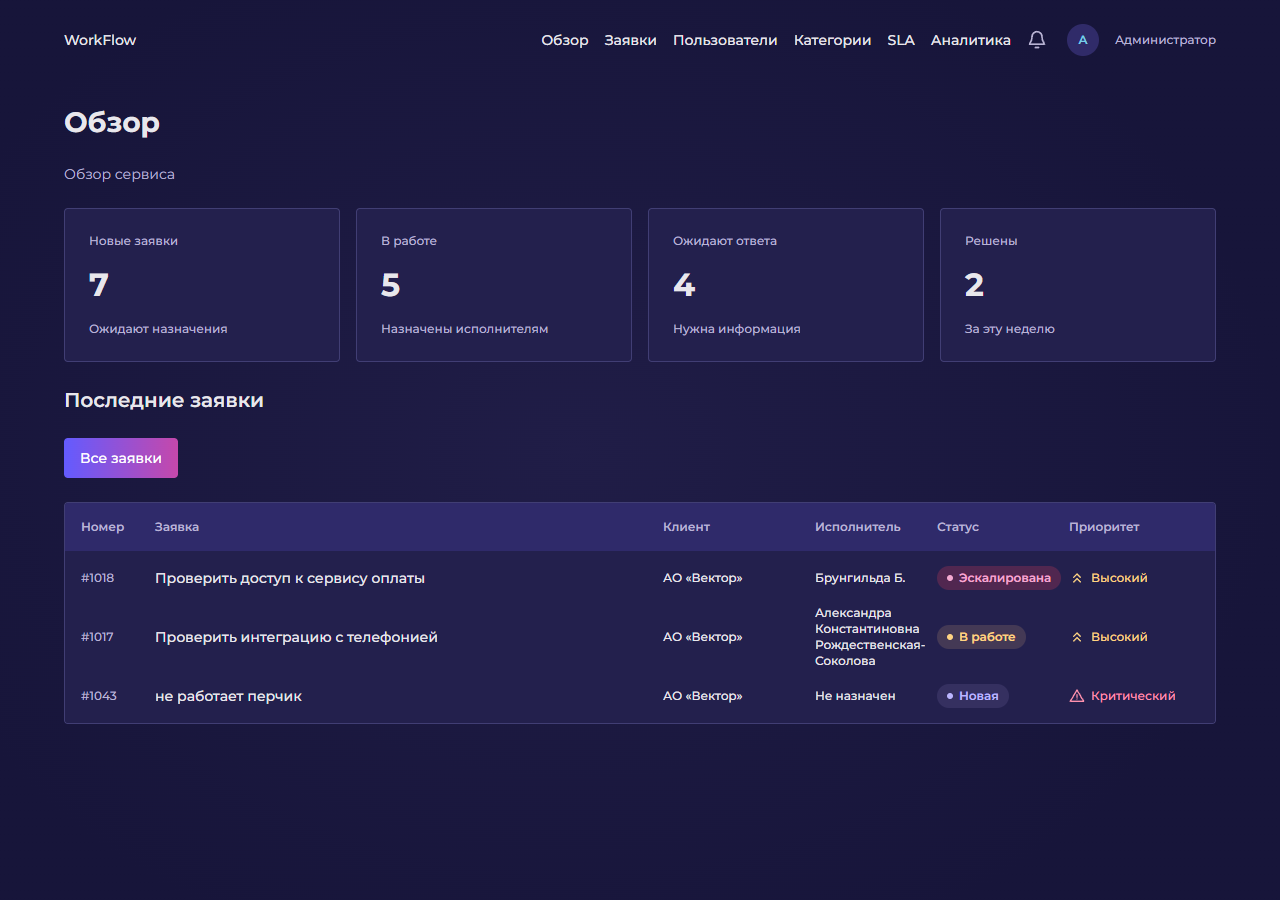 WorkFlow Обзор Заявки Пользователи Категории SLA Аналитика А Администратор
Обзор
Обзор сервиса
Новые заявки В работе Ожидают ответа Решены
7 5 4 2
Ожидают назначения Назначены исполнителям Нужна информация За эту неделю
Последние заявки
Все заявки
Номер Заявка Клиент Исполнитель Статус Приоритет
#1018 Проверить доступ к сервису оплаты АО «Вектор» Брунгильда Б. Эскалирована Высокий
#1017 Проверить интеграцию с телефонией АО «Вектор» Александра
Константиновна
Рождественская-
Соколова В работе Высокий
#1043 не работает перчик АО «Вектор» Не назначен Новая Критический